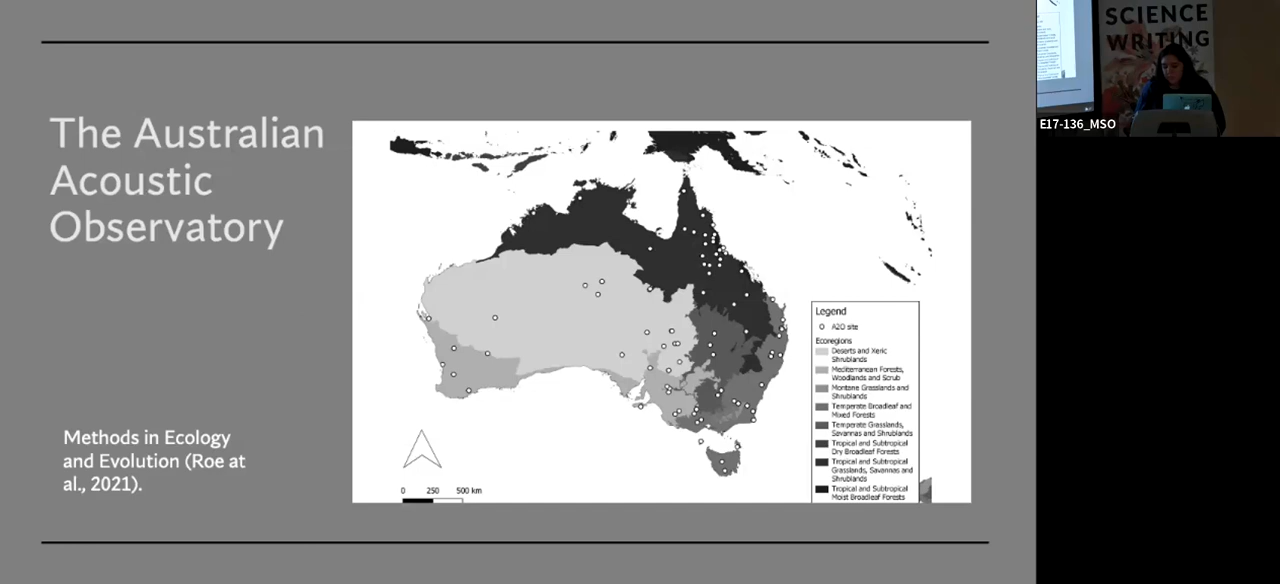 The Australian
Acoustic
Observatory
Methods in Ecology
and Evolution (Roe at
al., 2021).
0 250 500 km
Legend
A2O site
Ecoregions
Deserts and Xeric
Shrublands
Mediterranean Forests,
Woodlands and Scrub
Montane Grasslands and
Shrublands
Temperate Broadleaf and
Mixed Forests
Temperate Grasslands,
Savannas and Shrublands
Tropical and Subtropical
Dry Broadleaf Forests
Tropical and Subtropical
Grasslands, Savannas and
Shrublands
Tropical and Subtropical
Moist Broadleaf Forests
SCIENCE
WRITING
E17-136_MSO